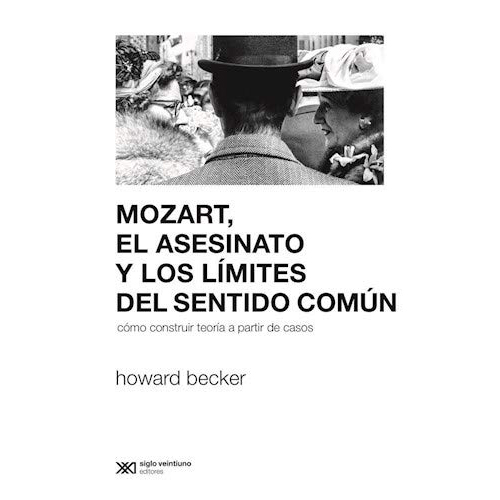 MOZART,
EL ASESINATO
Y LOS LÍMITES
DEL SENTIDO COMÚN
cómo construir teoría a partir de casos
howard becker
siglo veintiuno
editores